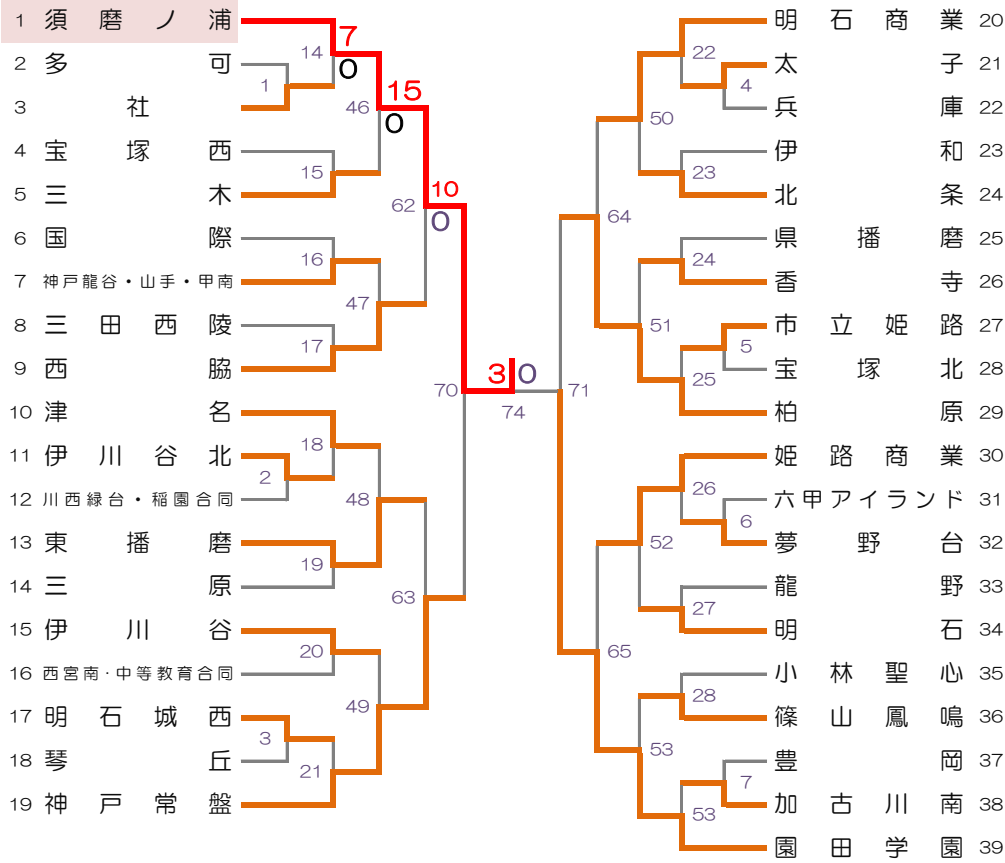 1 須磨ノ浦
2 多可
3 社
4 宝塚西
5 三木
6 国際
7 神戸龍谷・山手・甲南
8 三田西陵
9 西脇
10 津名
11 伊川谷北
12 川西緑台・稲園合同
13 東播磨
14 三原
15 伊川谷
16 西宮南・中等教育合同
17 明石城西
18 琴丘
19 神戸常盤
1
2
3
14
15
16
17
18
19
20
21
46
47
48
49
62
63
70
7
0
15
0
10
0
3 0
74
71
64
65
50
51
52
53
22
23
24
25
26
27
28
53
4
5
6
7
明石商業 20
太子 21
兵庫 22
伊和 23
北条 24
県播磨 25
香寺 26
市立姫路 27
宝塚北 28
柏原 29
姫路商業 30
六甲アイランド 31
夢野台 32
龍野 33
明石 34
小林聖心 35
篠山鳳鳴 36
豊岡 37
加古川南 38
園田学園 39